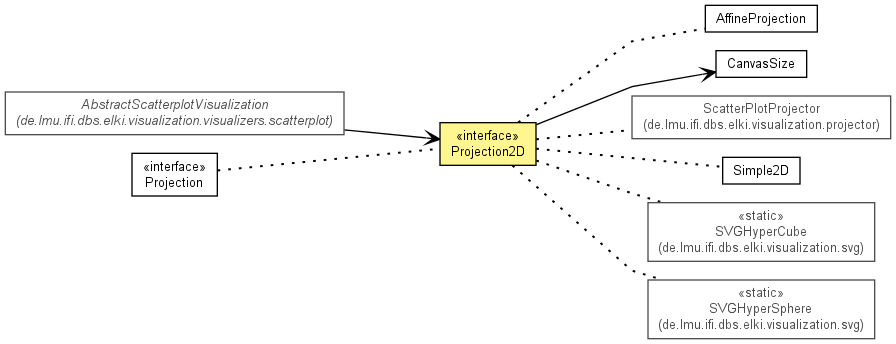 AbstractScatterplotVisualization
(de.lmu.ifi.dbs.elki.visualization.visualizers.scatterplot)
«interface»
Projection
«interface»
Projection2D
AffineProjection
CanvasSize
ScatterPlotProjector
(de.lmu.ifi.dbs.elki.visualization.projector)
Simple2D
«static»
SVGHyperCube
(de.lmu.ifi.dbs.elki.visualization.svg)
«static»
SVGHyperSphere
(de.lmu.ifi.dbs.elki.visualization.svg)